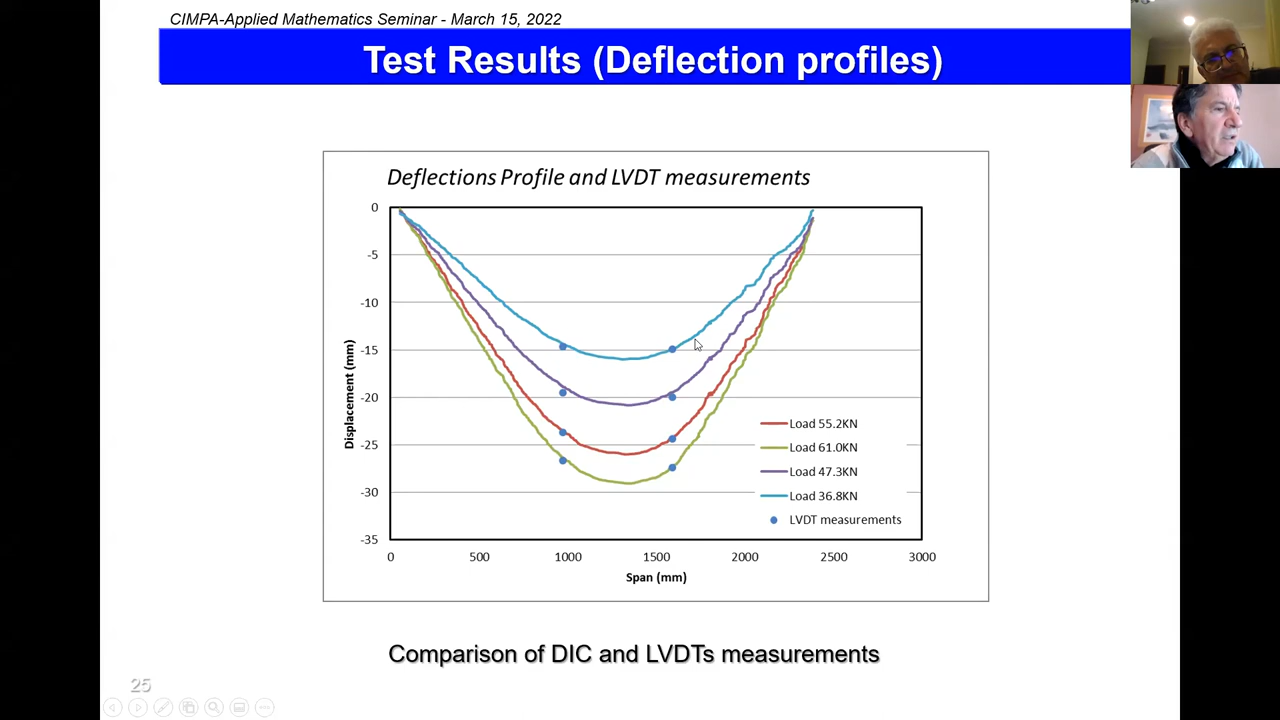 CIMPA-Applied Mathematics Seminar - March 15, 2022
Test Results (Deflection profiles)
Deflections Profile and LVDT measurements
0
-5
-10
-15
-20
-25
-30
-35
Displacement (mm)
0 500 1000 1500 2000 2500 3000
Span (mm)
Load 55.2KN
Load 61.0KN
Load 47.3KN
Load 36.8KN
LVDT measurements
Comparison of DIC and LVDTs measurements
25